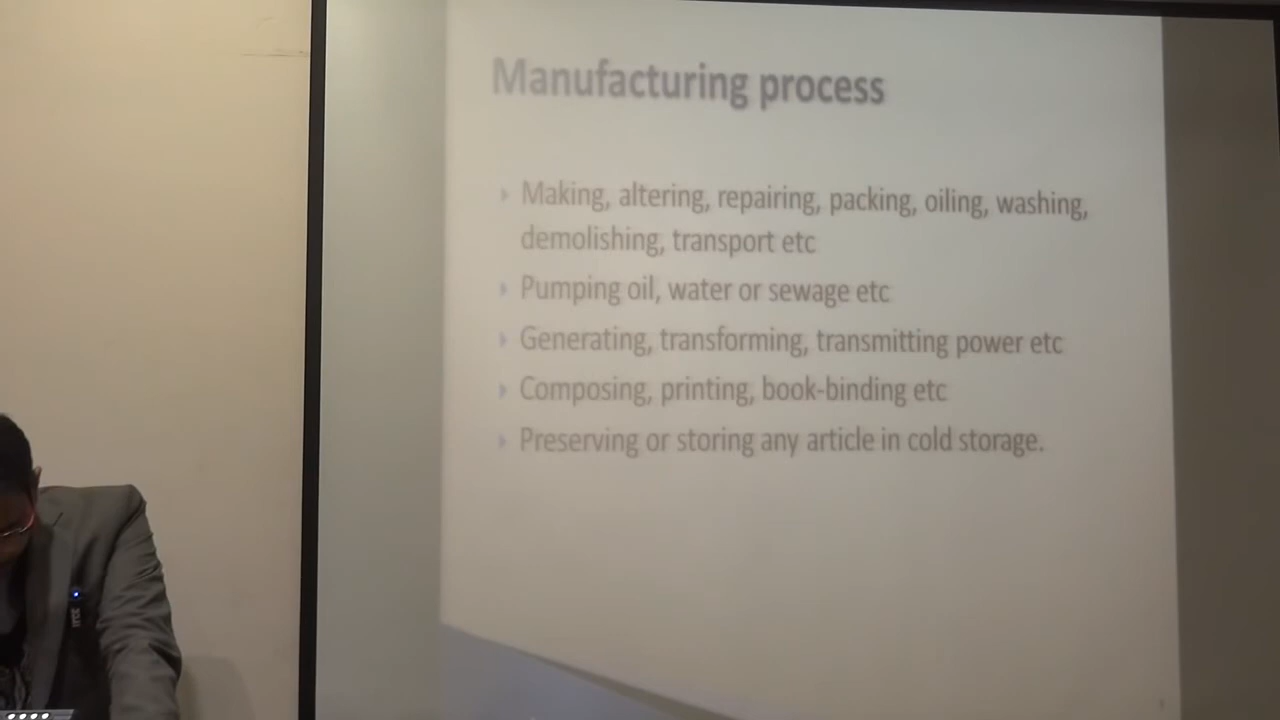 Manufacturing process
Making, altering, repairing, packing, oiling, washing,
demolishing, transport etc
Pumping oil, water or sewage etc
Generating, transforming, transmitting power etc
Composing, printing, book-binding etc
Preserving or storing any article in cold storage.